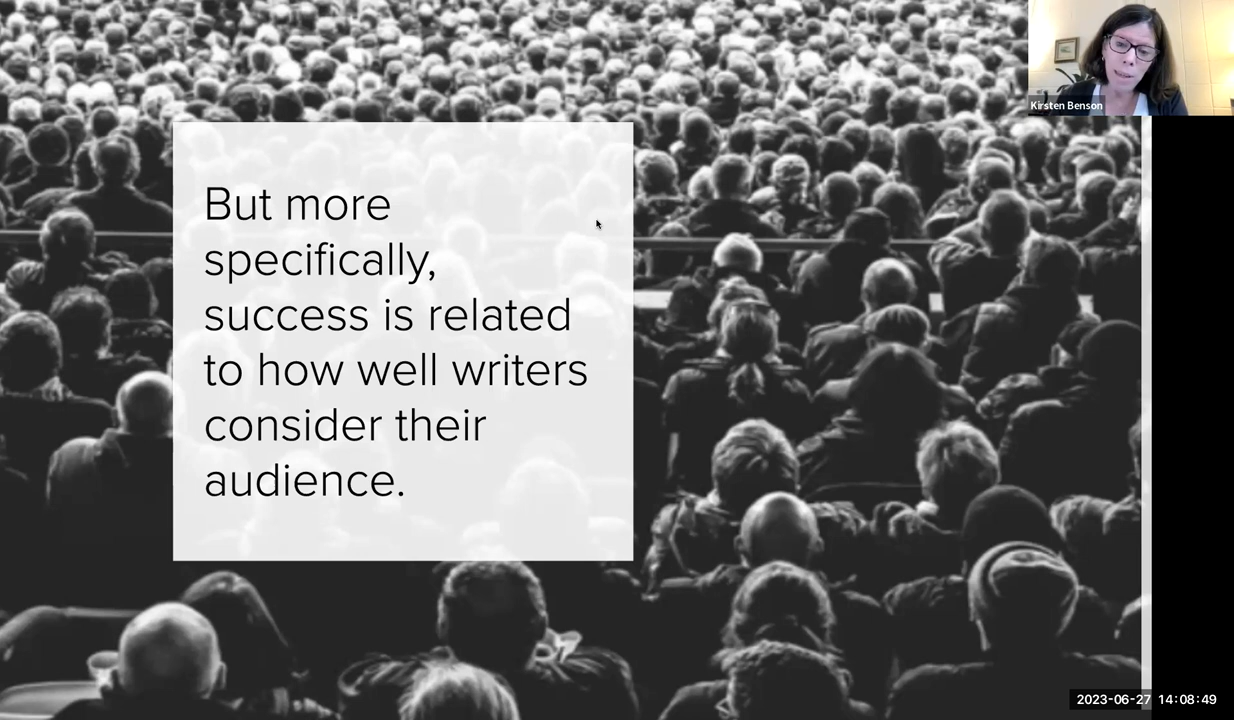 Kirsten Benson
But more
specifically,
success is related
to how well writers
consider their
audience.
2023-06-27 14:08:49